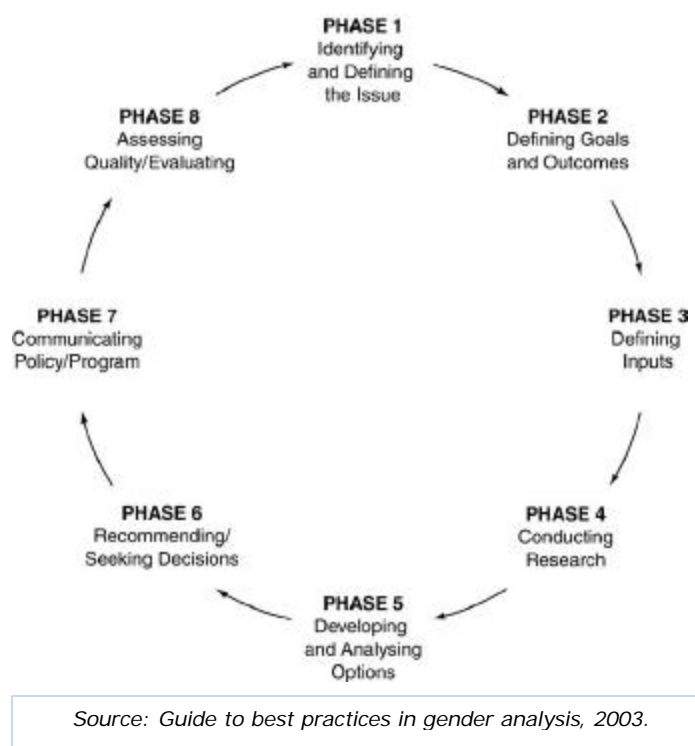 PHASE 1
Identifying
and Defining
the Issue
PHASE 2
Defining Goals
and Outcomes
PHASE 3
Defining
Inputs
PHASE 4
Conducting
Research
PHASE 5
Developing
and Analysing
Options
PHASE 6
Recommending/
Seeking Decisions
PHASE 7
Communicating
Policy/Program
PHASE 8
Assessing
Quality/Evaluating
Source: Guide to best practices in gender analysis, 2003.